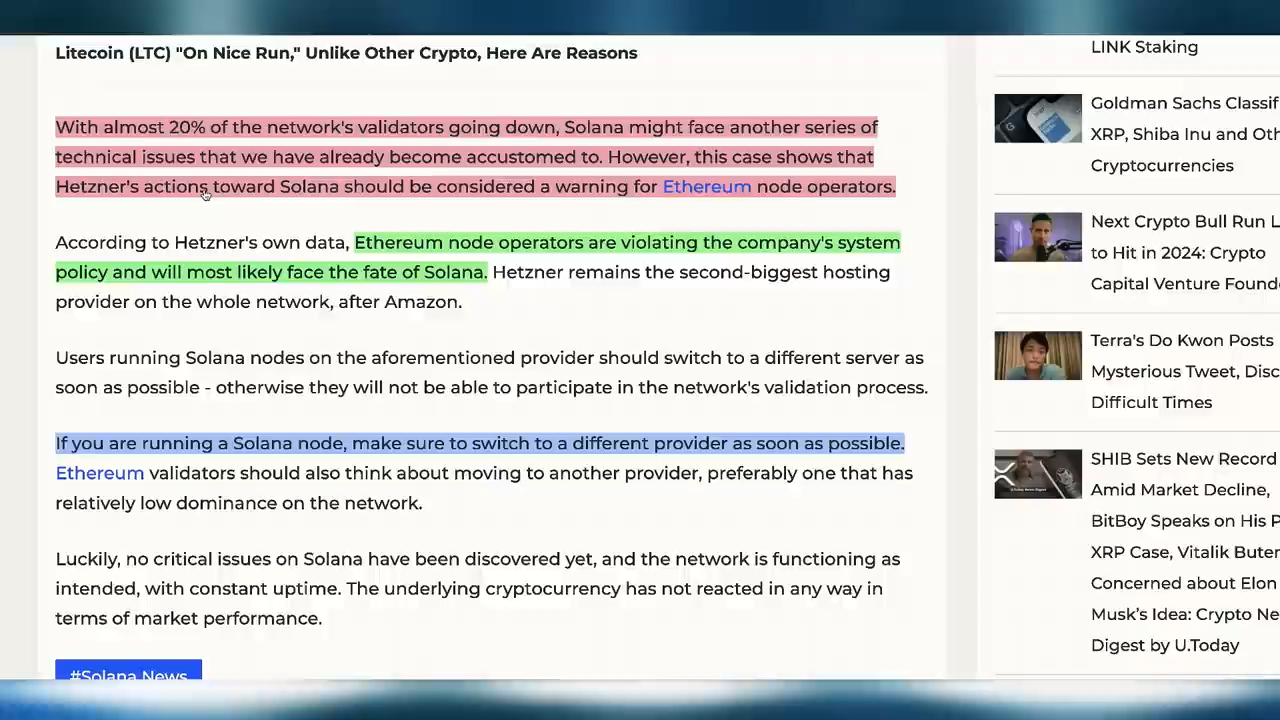 Litecoin (LTC) "On Nice Run," Unlike Other Crypto, Here Are Reasons
With almost 20% of the network's validators going down, Solana might face another series of
technical issues that we have already become accustomed to. However, this case shows that
Hetzner's actions toward Solana should be considered a warning for Ethereum node operators.
According to Hetzner's own data, Ethereum node operators are violating the company's system
policy and will most likely face the fate of Solana. Hetzner remains the second-biggest hosting
provider on the whole network, after Amazon.
Users running Solana nodes on the aforementioned provider should switch to a different server as
soon as possible - otherwise they will not be able to participate in the network's validation process.
If you are running a Solana node, make sure to switch to a different provider as soon as possible.
Ethereum validators should also think about moving to another provider, preferably one that has
relatively low dominance on the network.
Luckily, no critical issues on Solana have been discovered yet, and the network is functioning as
intended, with constant uptime. The underlying cryptocurrency has not reacted in any way in
terms of market performance.
#Solana News
LINK Staking
Goldman Sachs Classif
XRP, Shiba Inu and Oth
Cryptocurrencies
Next Crypto Bull Run L
to Hit in 2024: Crypto
Capital Venture Found
Terra's Do Kwon Posts
Mysterious Tweet, Disc
Difficult Times
SHIB Sets New Record
Amid Market Decline,
BitBoy Speaks on His P
XRP Case, Vitalik Buter
Concerned about Elon
Musk's Idea: Crypto Ne
Digest by U.Today